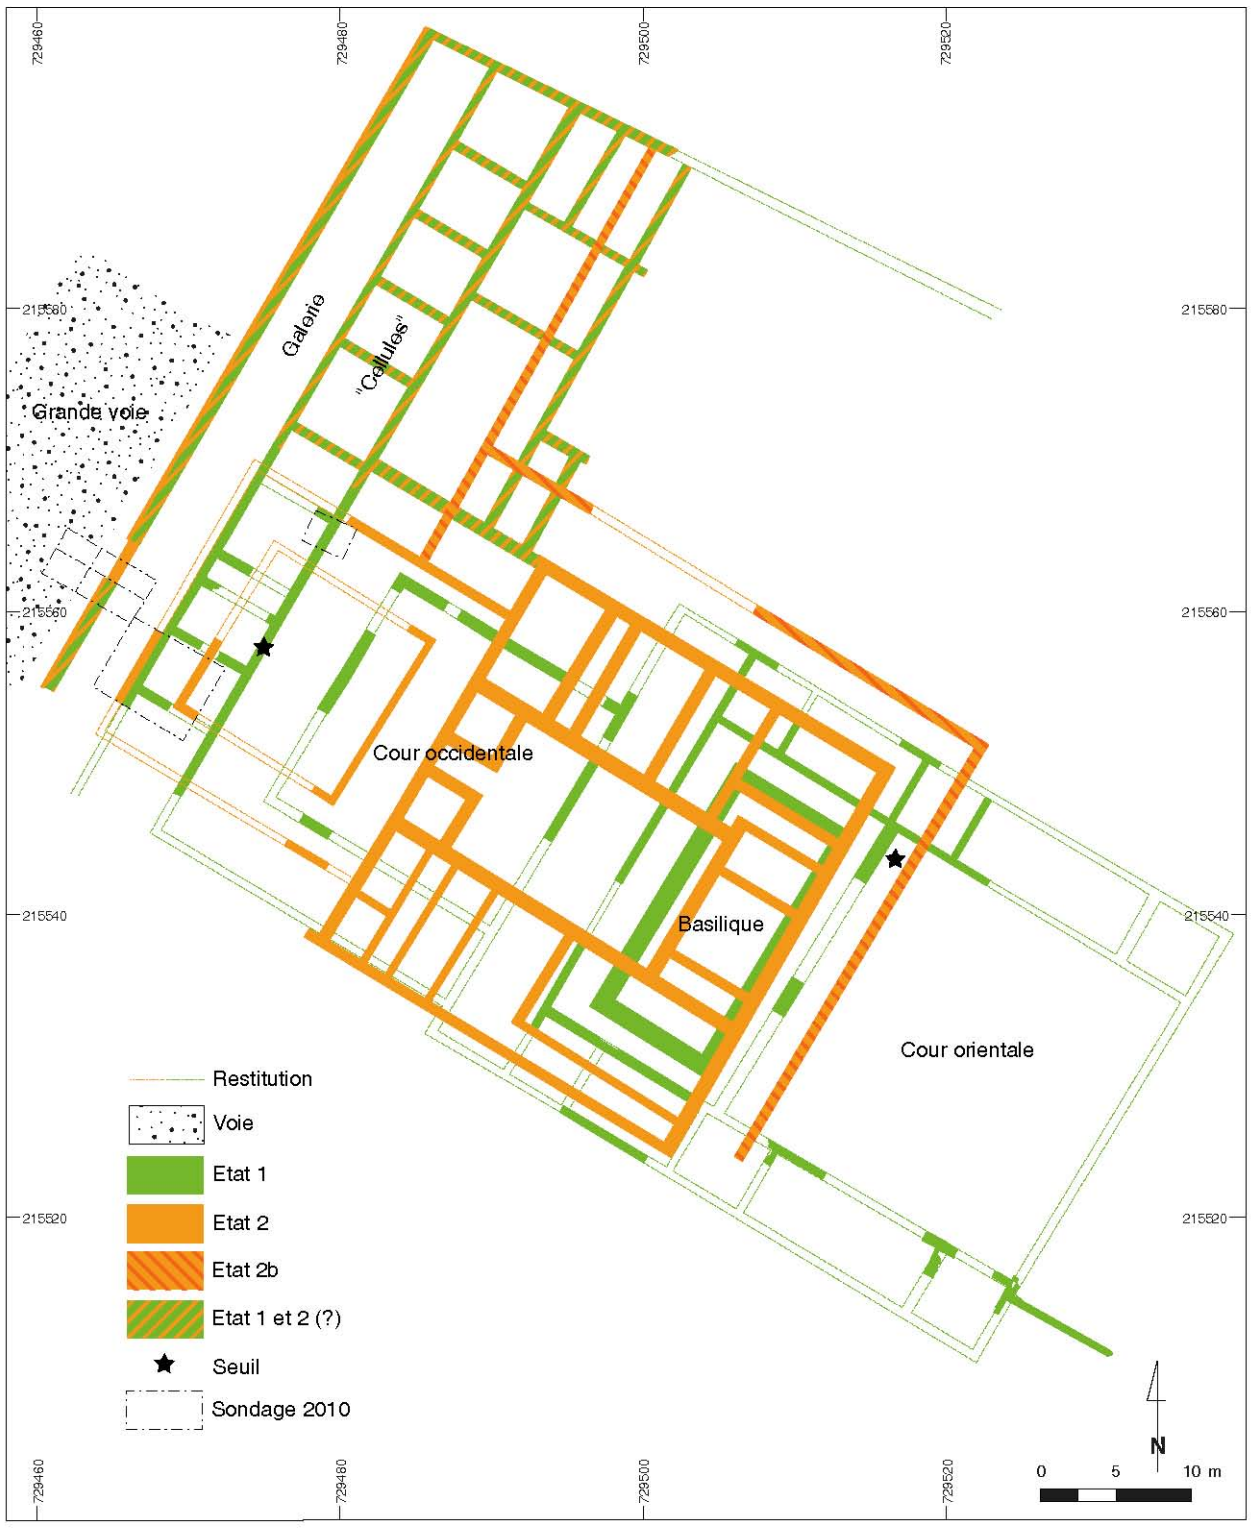 729460
729480
729500
729520
215580
215580
Galerie
"Cellules"
Grande voie
215560
215560
Cour occidentale
215540
215540
Basilique
Cour orientale
Restitution
Voie
Etat 1
Etat 2
215520
215520
Etat 2b
Etat 1 et 2 (?)
Seuil
Sondage 2010
N
0 5 10 m
729460
729480
729500
729520